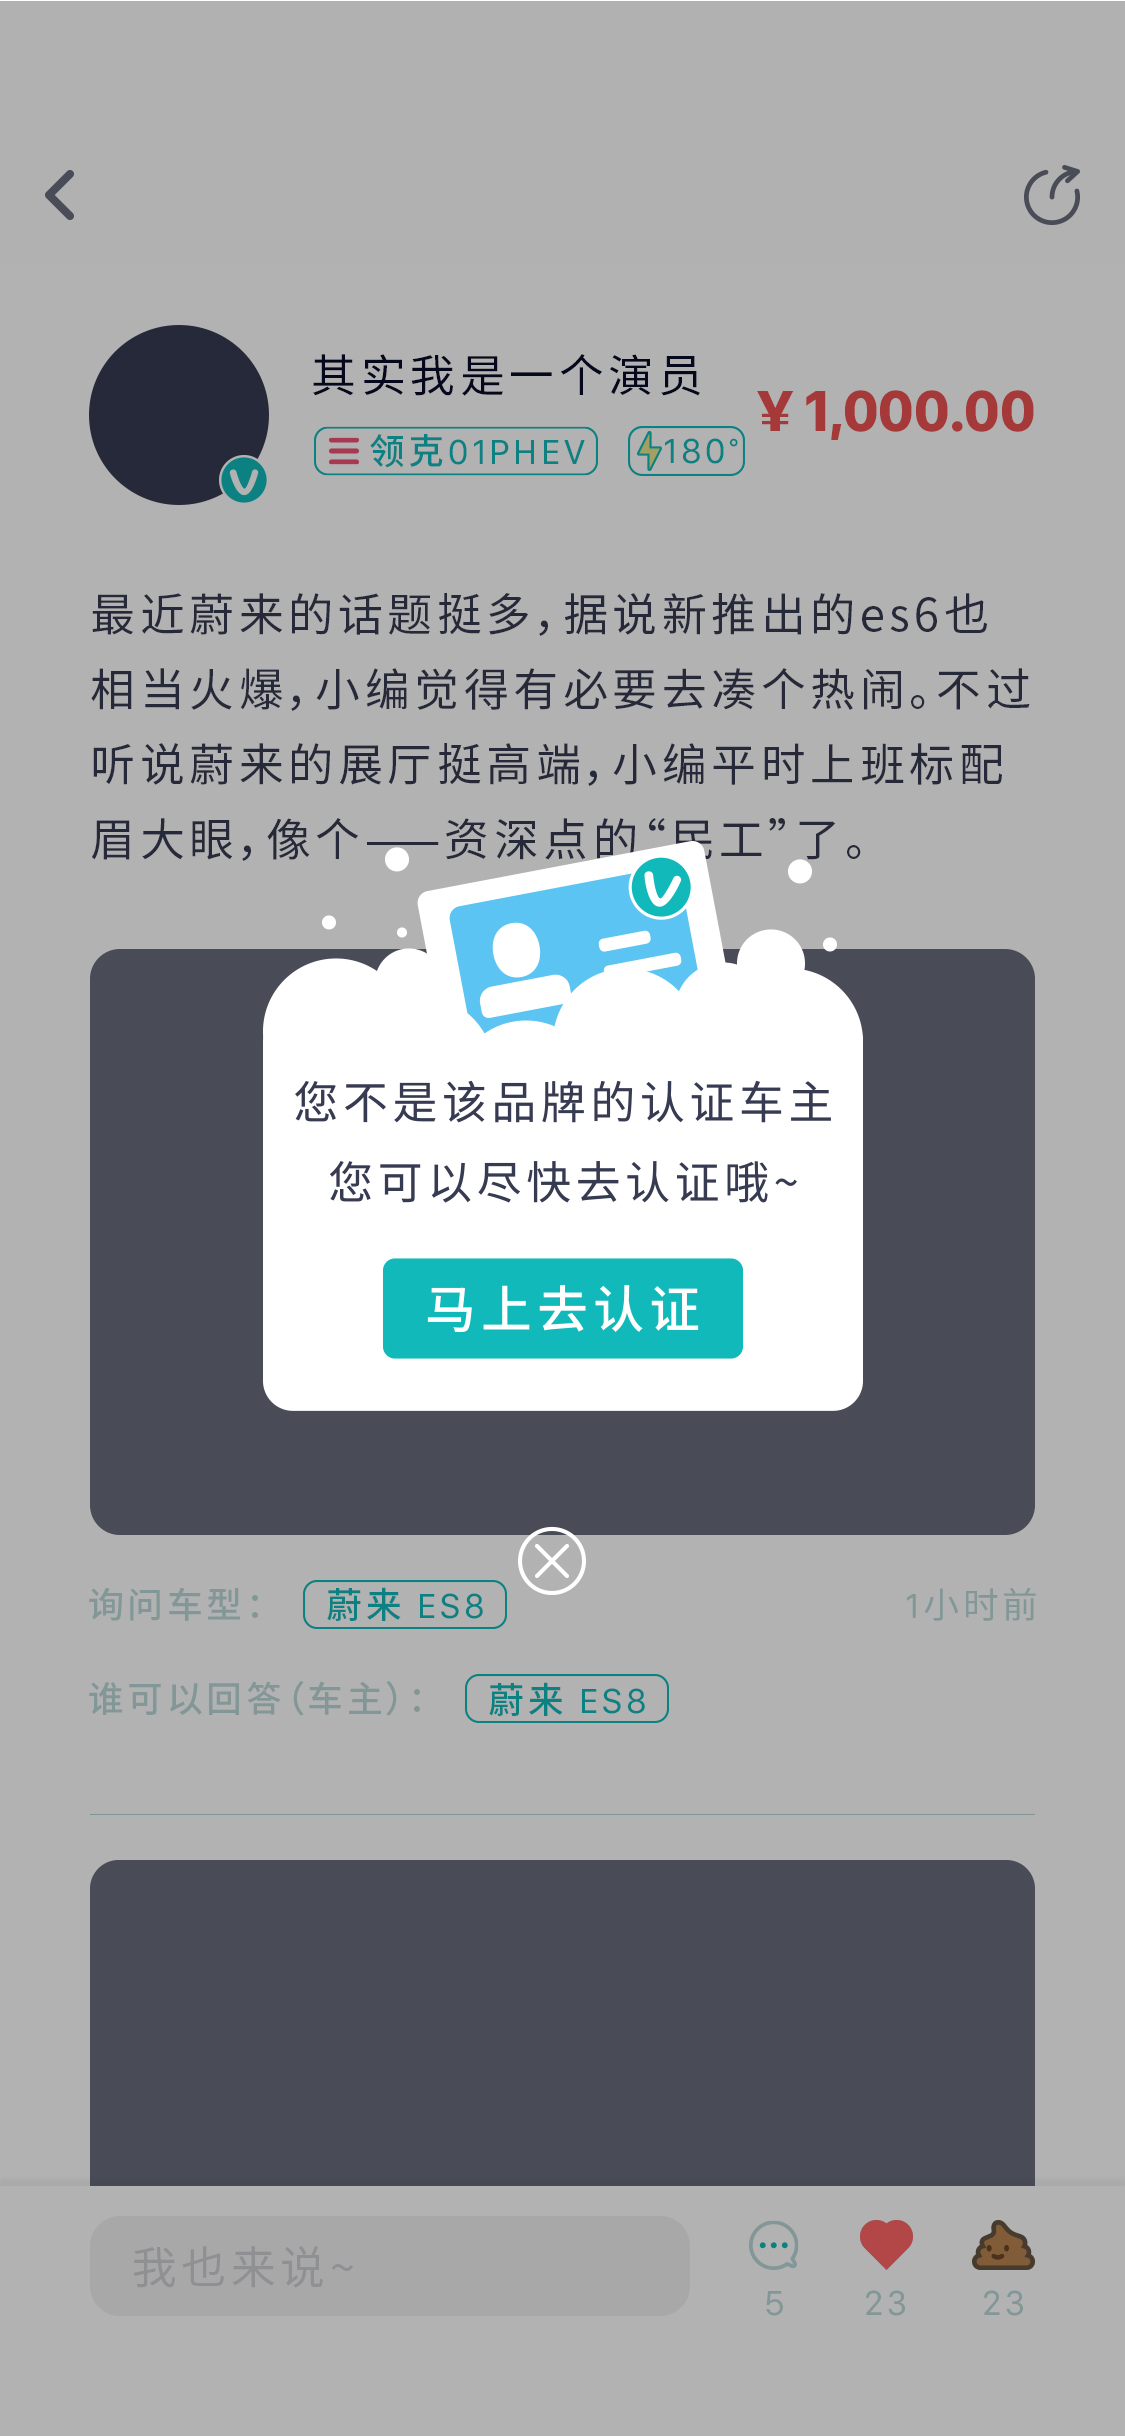 其实我是一个演员
领克01PHEV
180°
¥ 1,000.00
最近蔚来的话题挺多，据说新推出的es6也
相当火爆，小编觉得有必要去凑个热闹。不过
听说蔚来的展厅挺高端，小编平时上班标配
眉大眼，像个——资深点的“民工”了。
您不是该品牌的认证车主
您可以尽快去认证哦~
马上去认证
询问车型： 蔚来 ES8 1小时前
谁可以回答（车主）： 蔚来 ES8
我也来说~
5 23 23